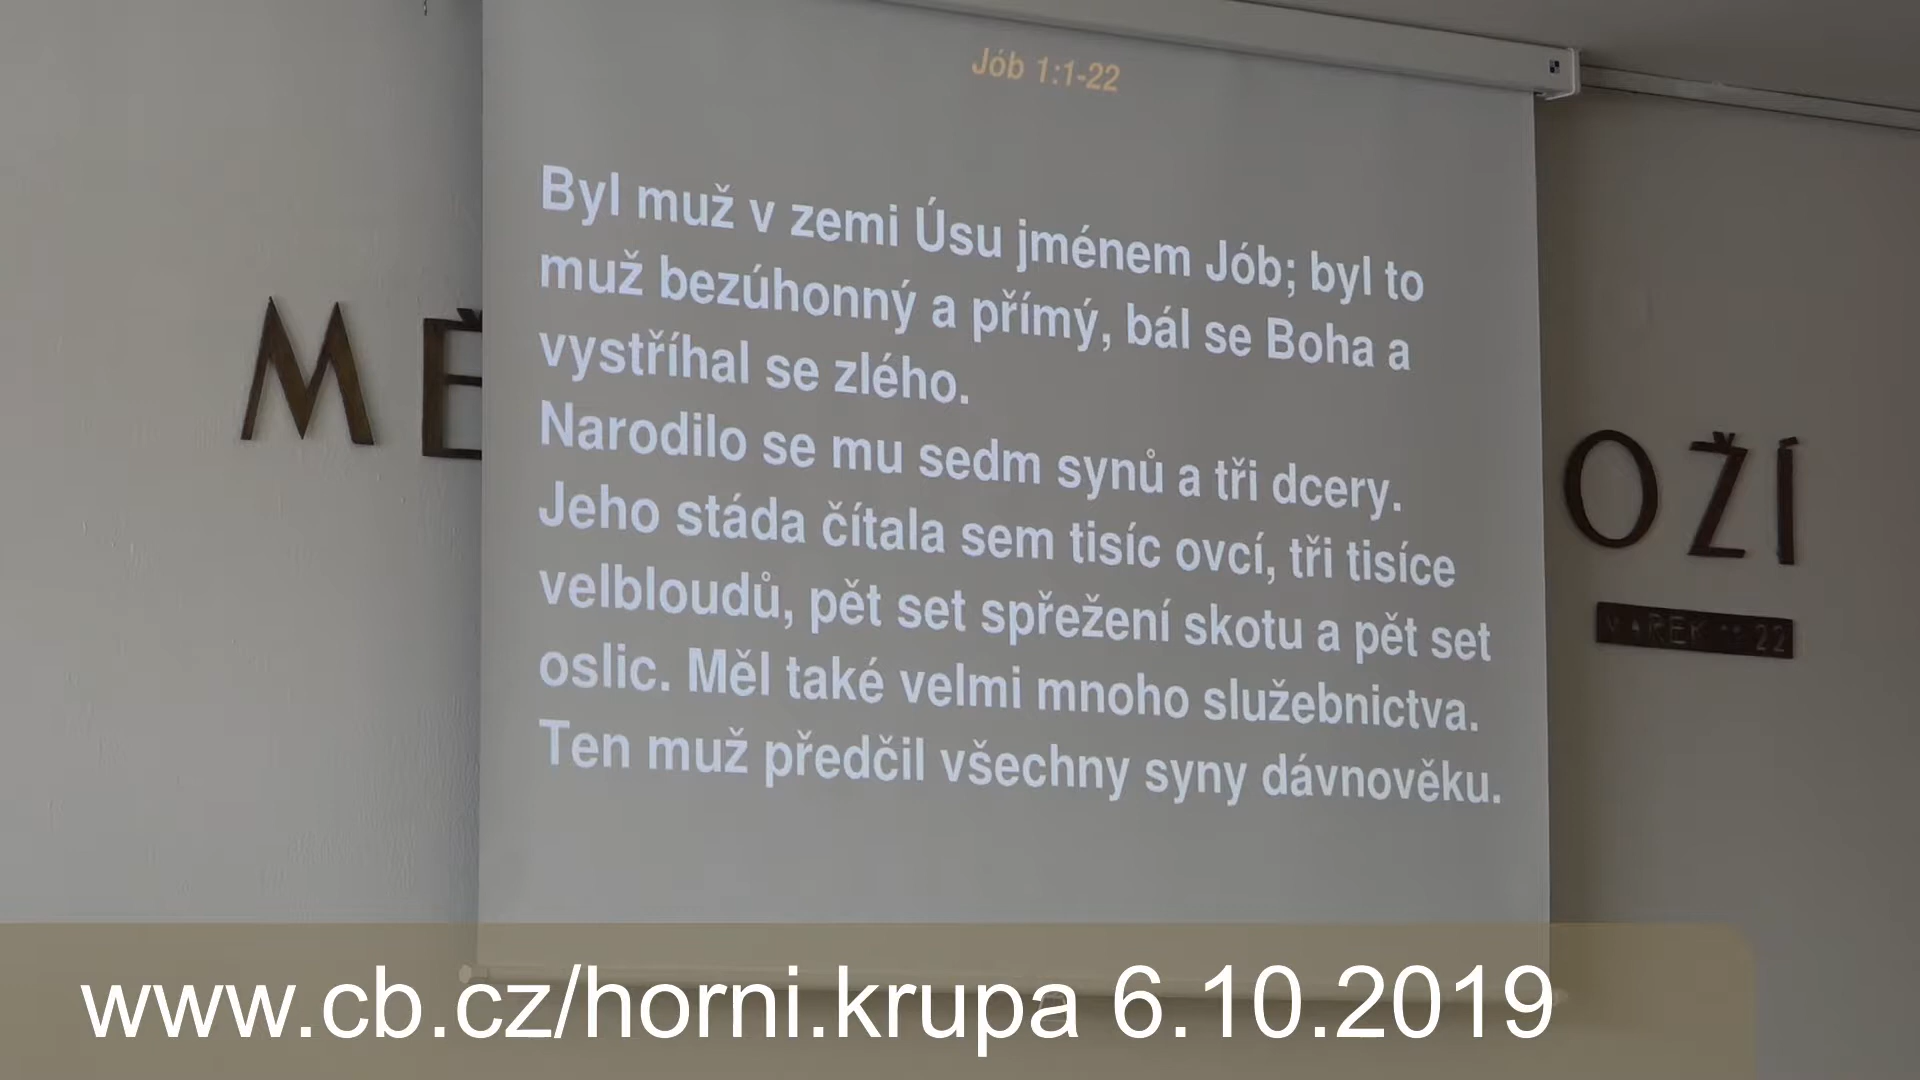 Jób 1:1-22
Byl muž v zemi Úsu jménem Jób; byl to
muž bezúhonný a přímý, bál se Boha a
vystříhal se zlého.
Narodilo se mu sedm synů a tři dcery.
Jeho stáda čítala sem tisíc ovcí, tři tisíce
velbloudů, pět set spřežení skotu a pět set
oslic. Měl také velmi mnoho služebnictva.
Ten muž předčil všechny syny dávnověku.
MĚ
OŽÍ
MAREK 11 22
www.cb.cz/horni.krupa 6.10.2019